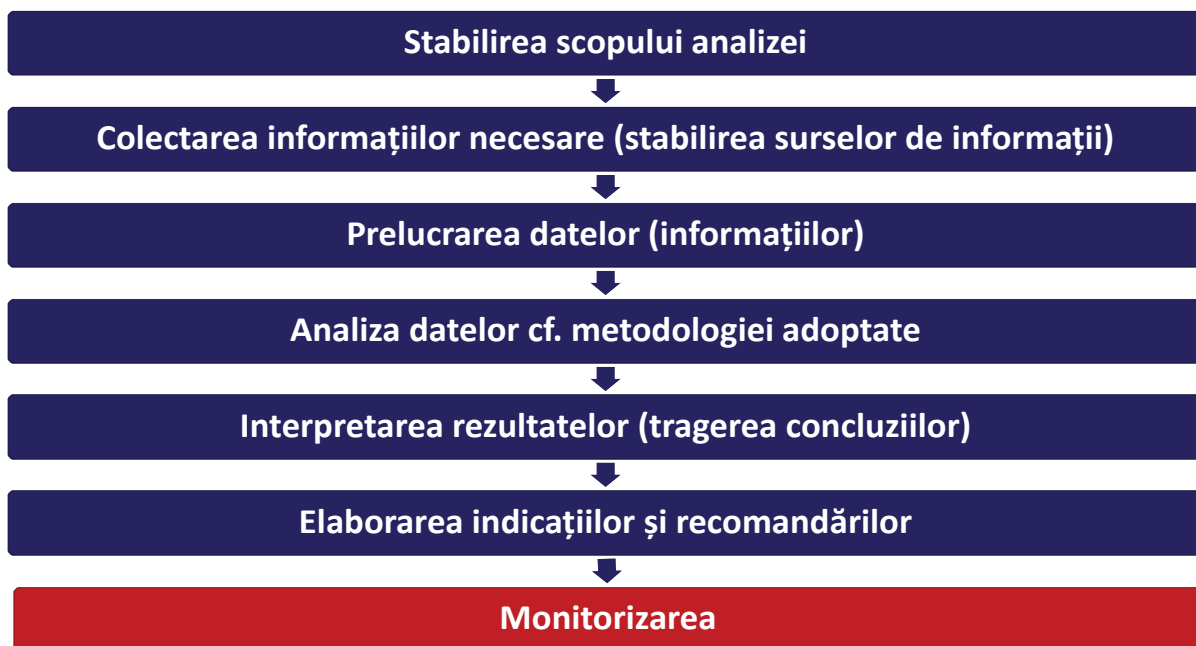 Stabilirea scopului analizei
Colectarea informațiilor necesare (stabilirea surselor de informații)
Prelucrarea datelor (informațiilor)
Analiza datelor cf. metodologiei adoptate
Interpretarea rezultatelor (tragerea concluziilor)
Elaborarea indicațiilor și recomandărilor
Monitorizarea